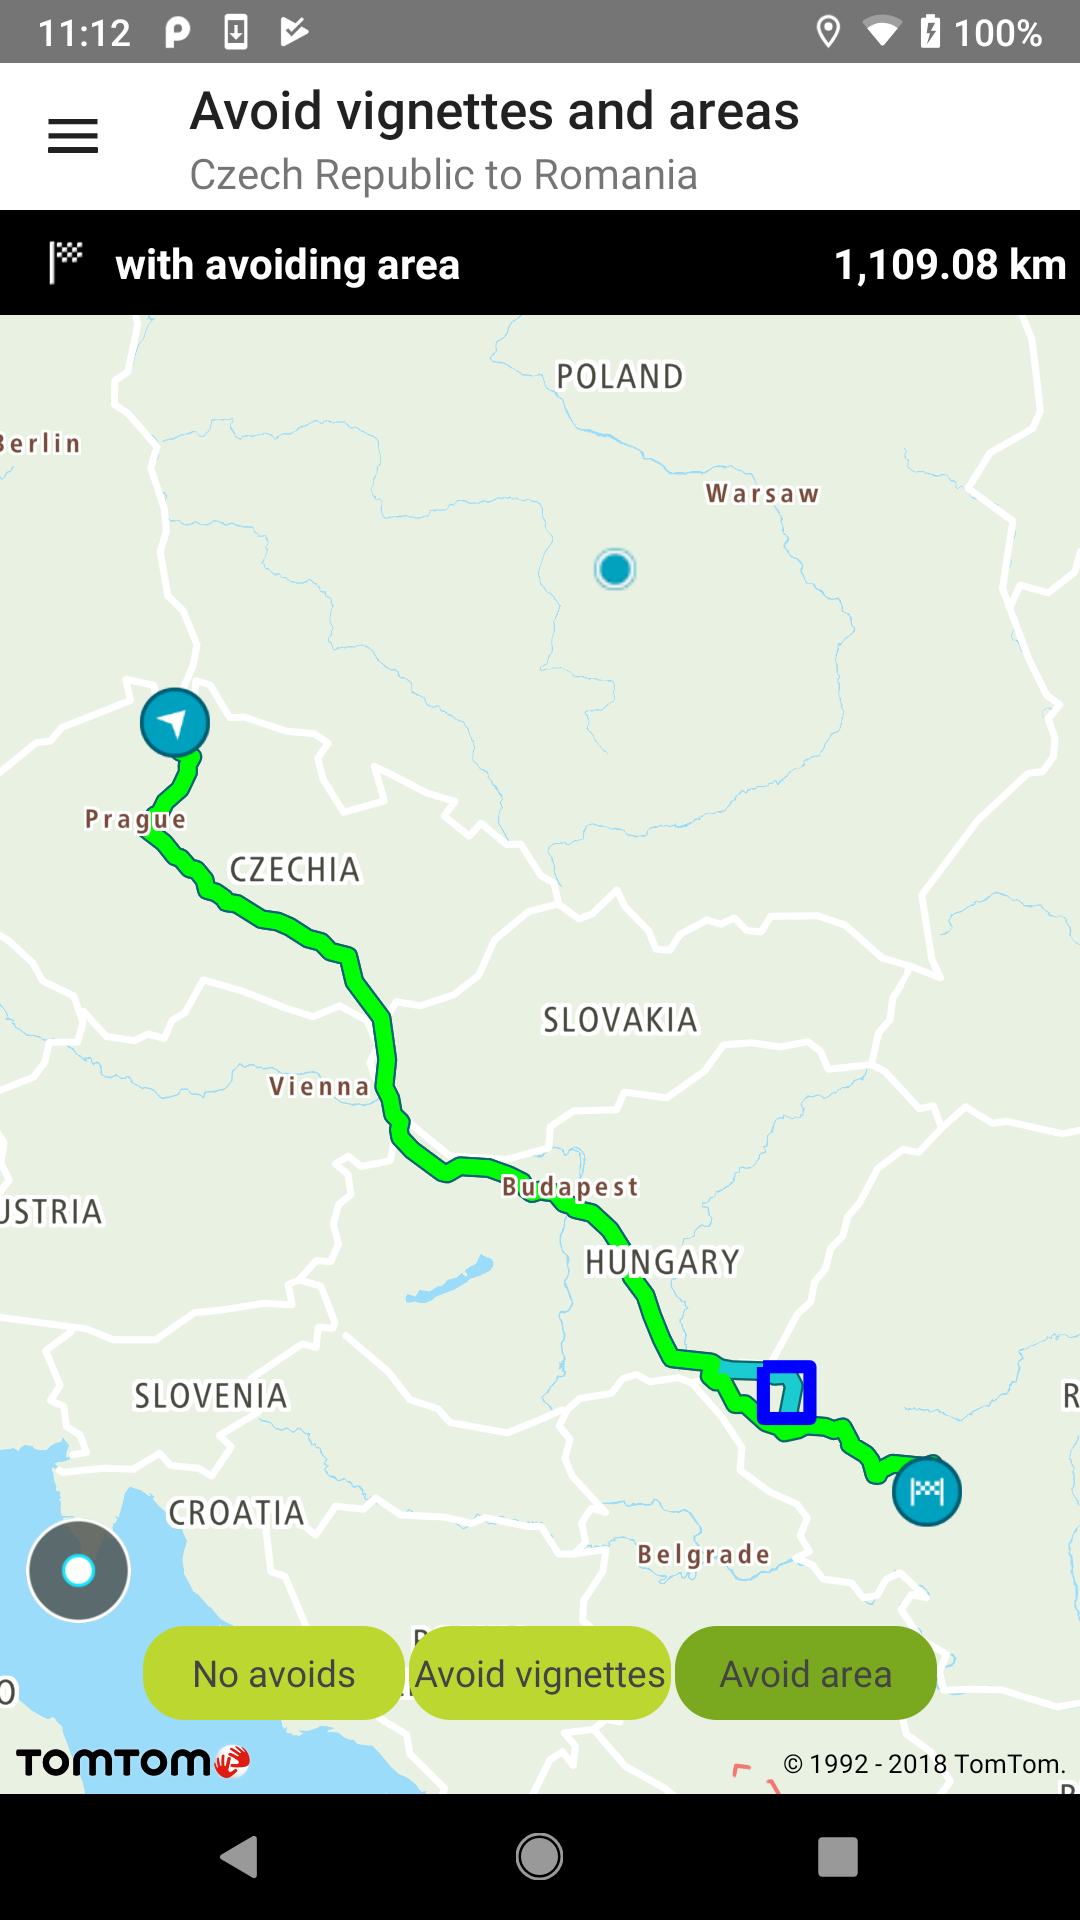 11:12
100%
Avoid vignettes and areas
Czech Republic to Romania
with avoiding area
1,109.08 km
POLAND
Berlin
Warsaw
Prague
CZECHIA
SLOVAKIA
Vienna
Budapest
USTRIA
HUNGARY
SLOVENIA
R
CROATIA
Belgrade
No avoids
Avoid vignettes
Avoid area
O
TOMTOM
© 1992 - 2018 TomTom.